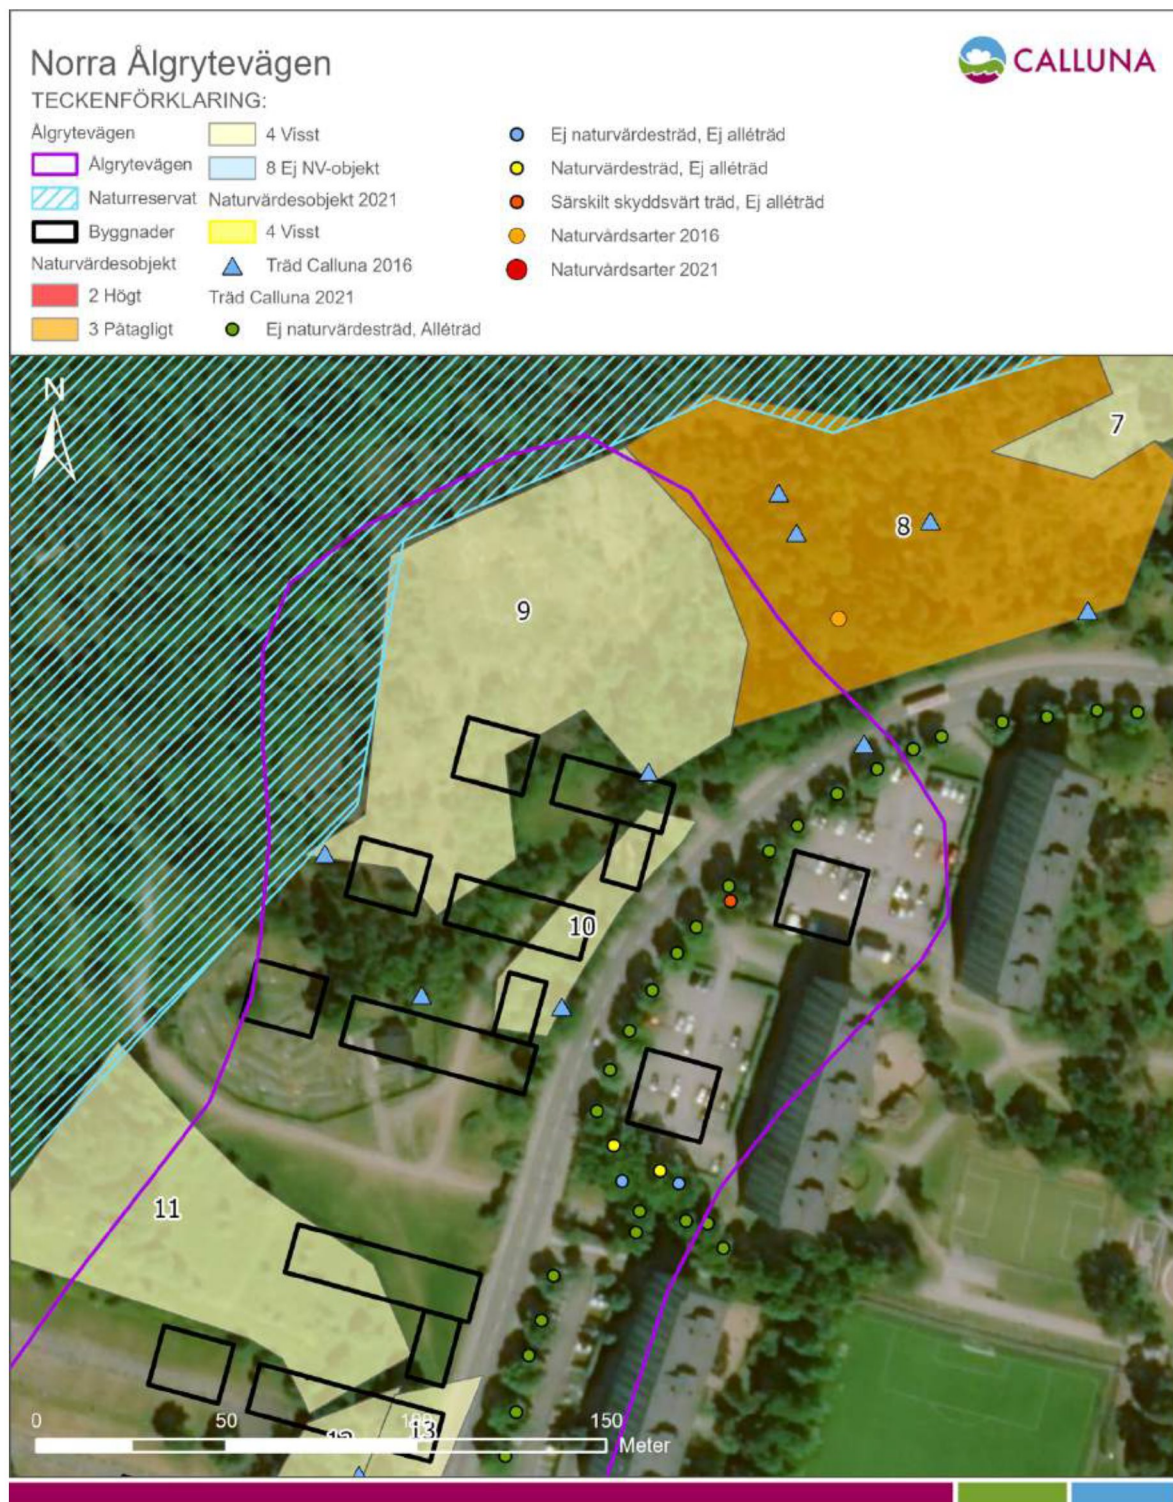 Norra Ålgrytevägen
CALLUNA
TECKENFÖRKLARING:
Ålgrytevägen
Ålgrytevägen
Naturreservat
Byggnader
Naturvärdesobjekt
2 Högt
3 Påtagligt
4 Visst
8 Ej NV-objekt
Naturvärdesobjekt 2021
4 Visst
Träd Calluna 2016
Träd Calluna 2021
Ej naturvärdesträd, Alléträd
Ej naturvärdesträd, Ej alléträd
Naturvärdesträd, Ej alléträd
Särskilt skyddsvärt träd, Ej alléträd
Naturvårdsarter 2016
Naturvårdsarter 2021
N
7
8
9
10
11
12
13
0 50 100 150
Meter